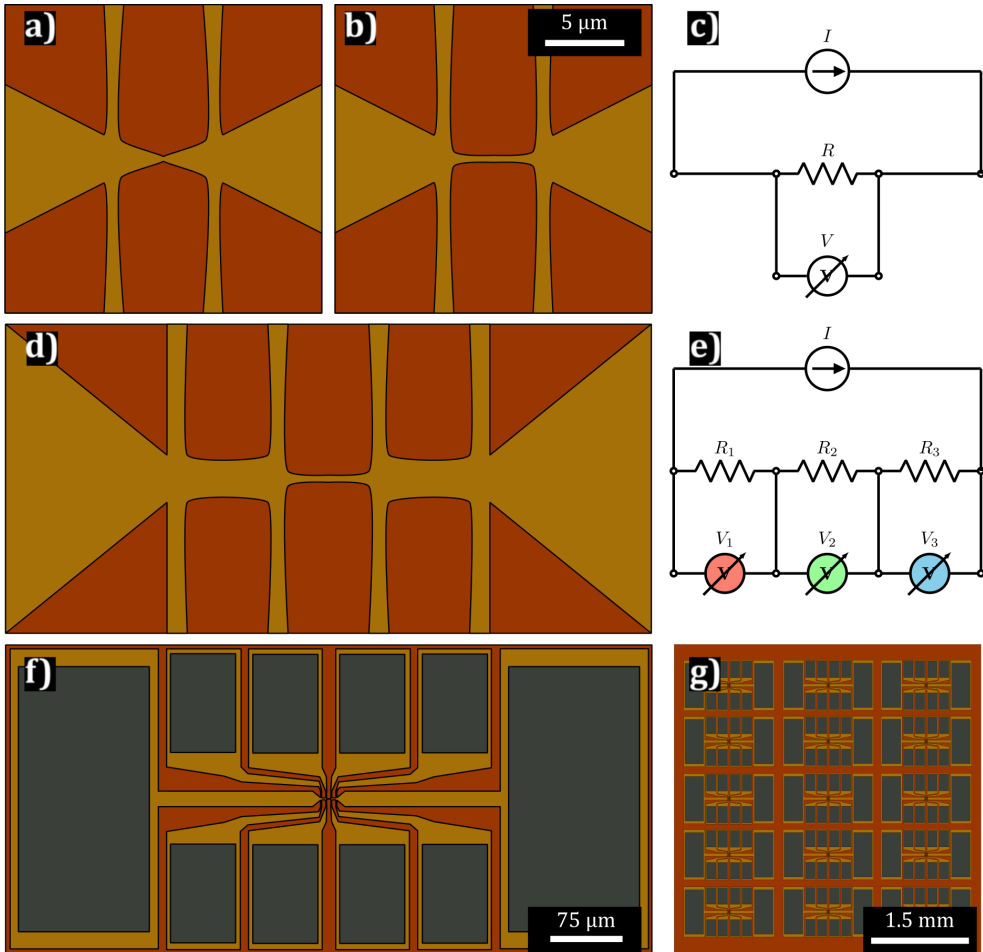 a)
b)
5 µm
c)
I
R
V
V
d)
e)
I
R₁
R₂
R₃
V₁
V₂
V₃
V
V
V
f)
75 µm
g)
1.5 mm